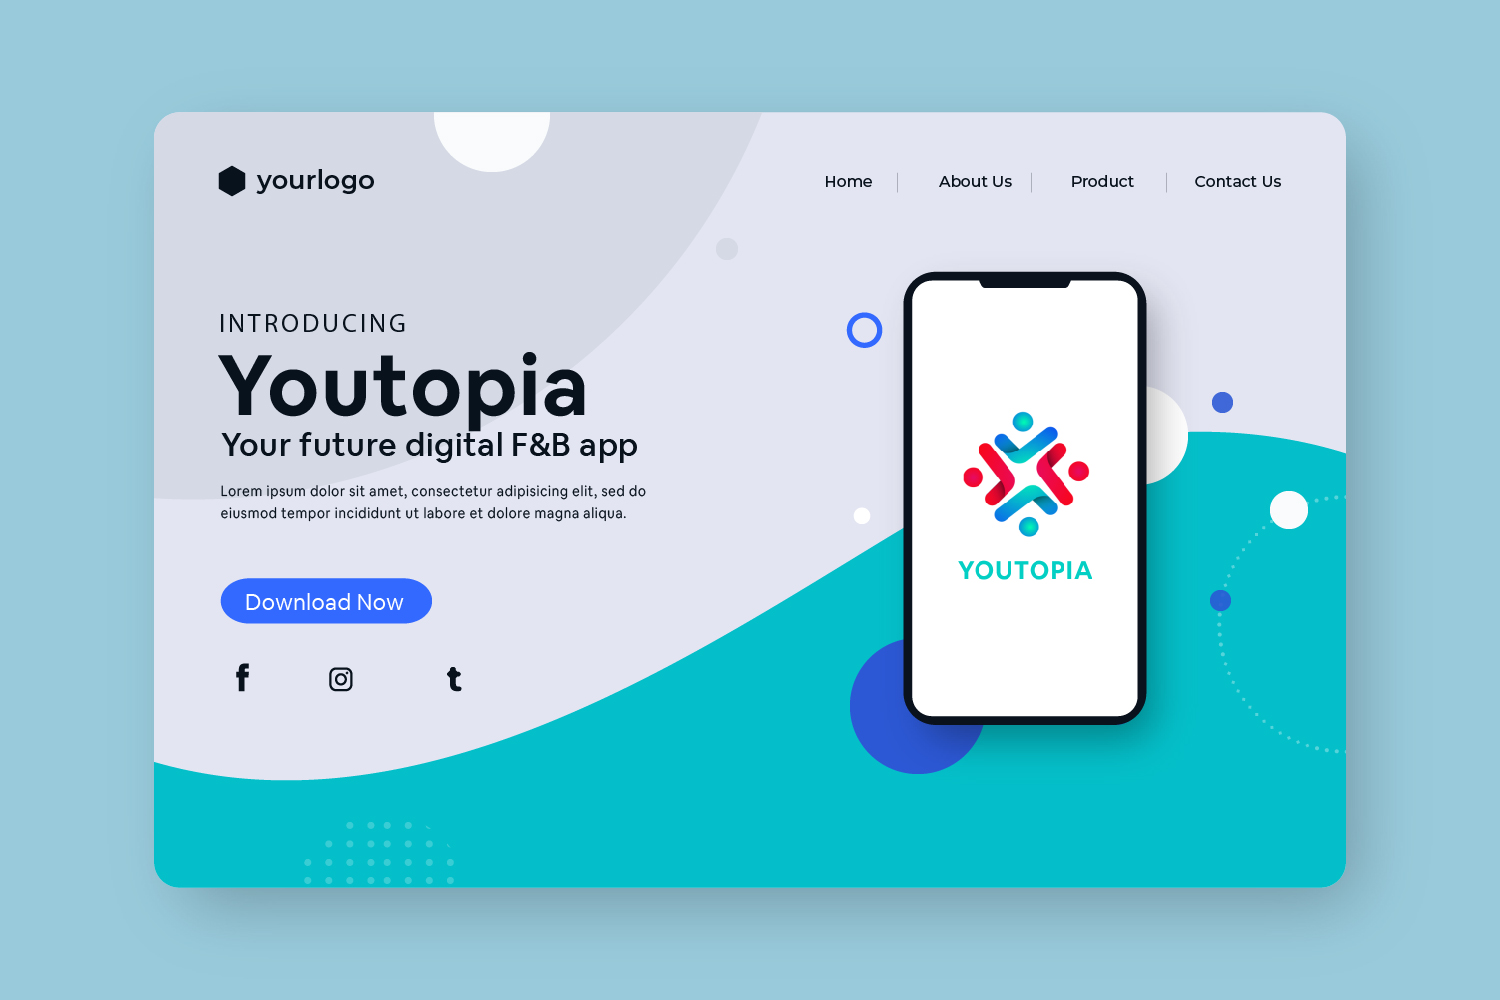 yourlogo
Home
About Us
Product
Contact Us
INTRODUCING
Youtopia
Your future digital F&B app
Lorem ipsum dolor sit amet, consectetur adipisicing elit, sed do
eiusmod tempor incididunt ut labore et dolore magna aliqua.
Download Now
YOUTOPIA